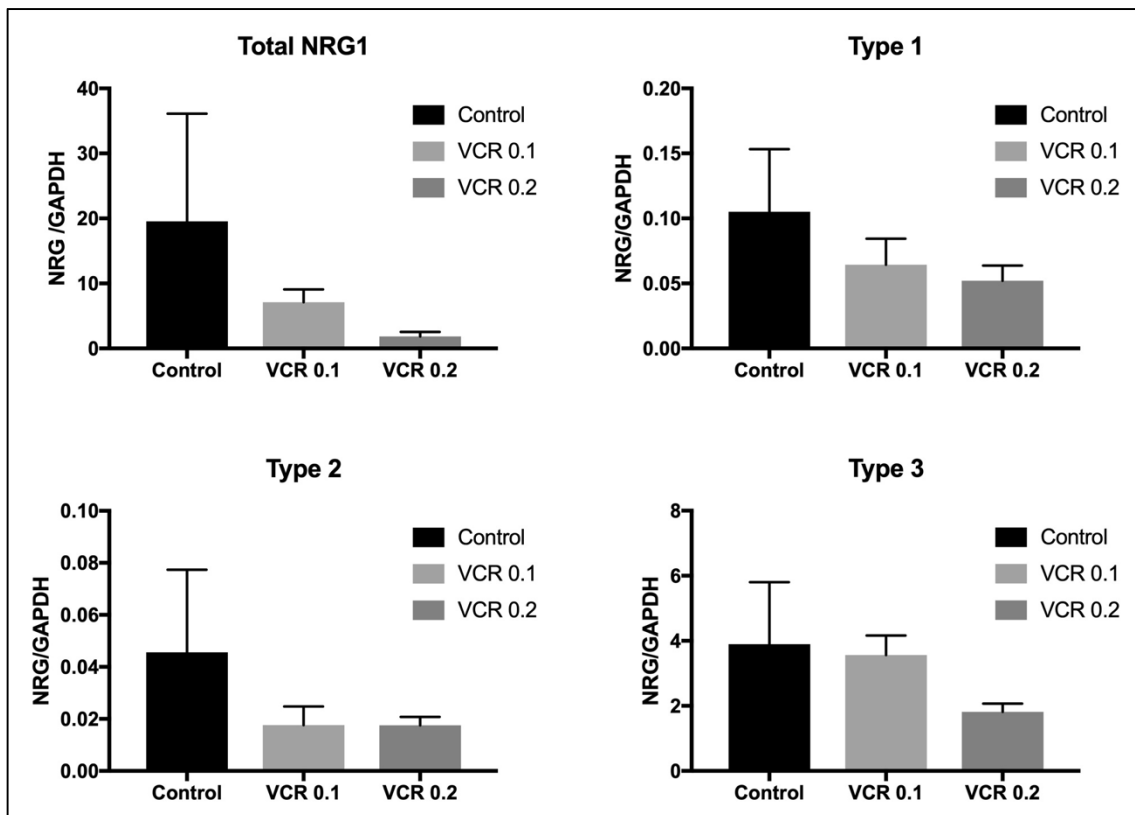 Total NRG1
NRG /GAPDH
40
30
20
10
0
Control
VCR 0.1
VCR 0.2
Control
VCR 0.1
VCR 0.2
Type 1
NRG/GAPDH
0.20
0.15
0.10
0.05
0.00
Control
VCR 0.1
VCR 0.2
Control
VCR 0.1
VCR 0.2
Type 2
NRG/GAPDH
0.10
0.08
0.06
0.04
0.02
0.00
Control
VCR 0.1
VCR 0.2
Control
VCR 0.1
VCR 0.2
Type 3
NRG/GAPDH
8
6
4
2
0
Control
VCR 0.1
VCR 0.2
Control
VCR 0.1
VCR 0.2